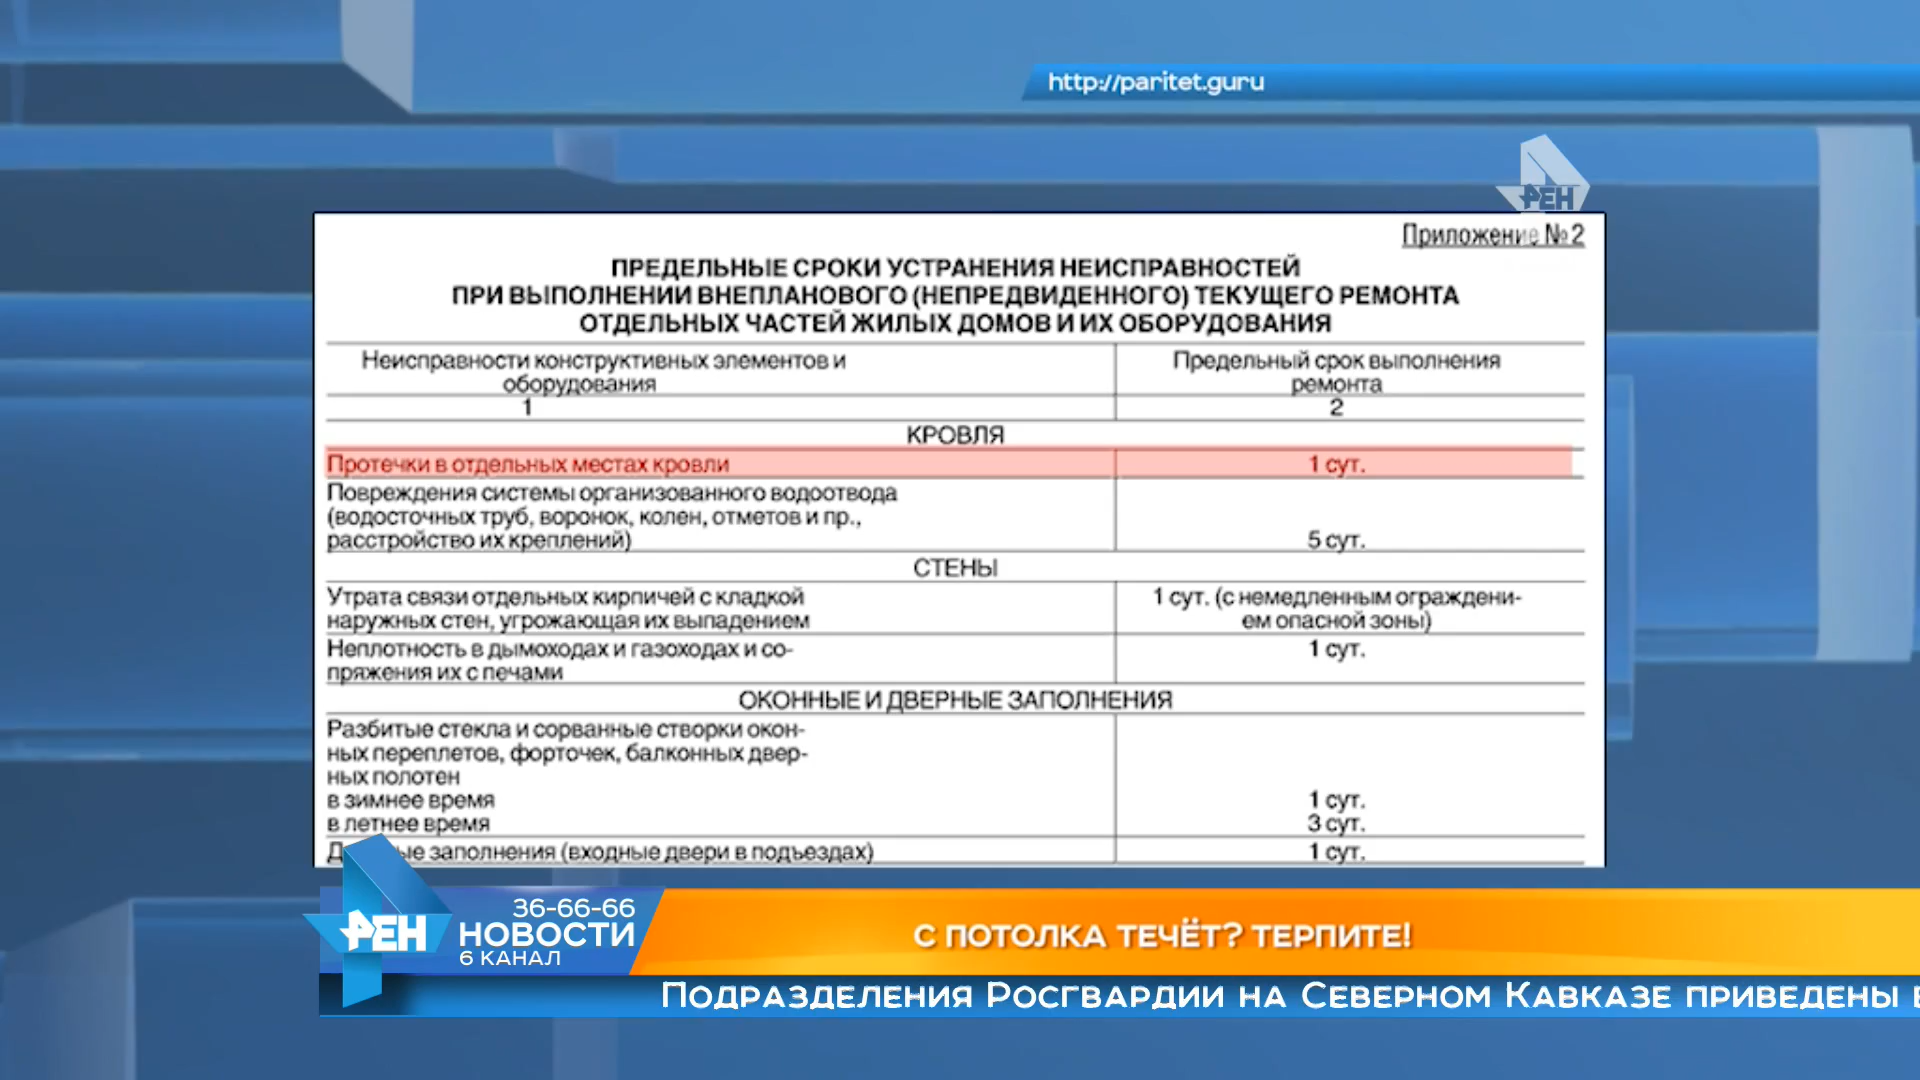 http://paritet.guru
РЕН
Приложение №2
ПРЕДЕЛЬНЫЕ СРОКИ УСТРАНЕНИЯ НЕИСПРАВНОСТЕЙ
ПРИ ВЫПОЛНЕНИИ ВНЕПЛАНОВОГО (НЕПРЕДВИДЕННОГО) ТЕКУЩЕГО РЕМОНТА
ОТДЕЛЬНЫХ ЧАСТЕЙ ЖИЛЫХ ДОМОВ И ИХ ОБОРУДОВАНИЯ
Неисправности конструктивных элементов и Предельный срок выполнения
оборудования ремонта
1 2
КРОВЛЯ
Протечки в отдельных местах кровли 1 сут.
Повреждения системы организованного водоотвода
(водосточных труб, воронок, колен, отметов и пр.,
расстройство их креплений) 5 сут.
СТЕНЫ
Утрата связи отдельных кирпичей с кладкой 1 сут. (с немедленным ограждени-
наружных стен, угрожающая их выпадением ем опасной зоны)
Неплотность в дымоходах и газоходах и со- 1 сут.
пряжения их с печами
ОКОННЫЕ И ДВЕРНЫЕ ЗАПОЛНЕНИЯ
Разбитые стекла и сорванные створки окон-
ных переплетов, форточек, балконных двер-
ных полотен
в зимнее время 1 сут.
в летнее время 3 сут.
заполнения (входные двери в подъездах) 1 сут.
36-66-66
РЕН НОВОСТИ
6 КАНАЛ
С ПОТОЛКА ТЕЧЁТ? ТЕРПИТЕ!
Подразделения Росгвардии на Северном Кавказе приведены